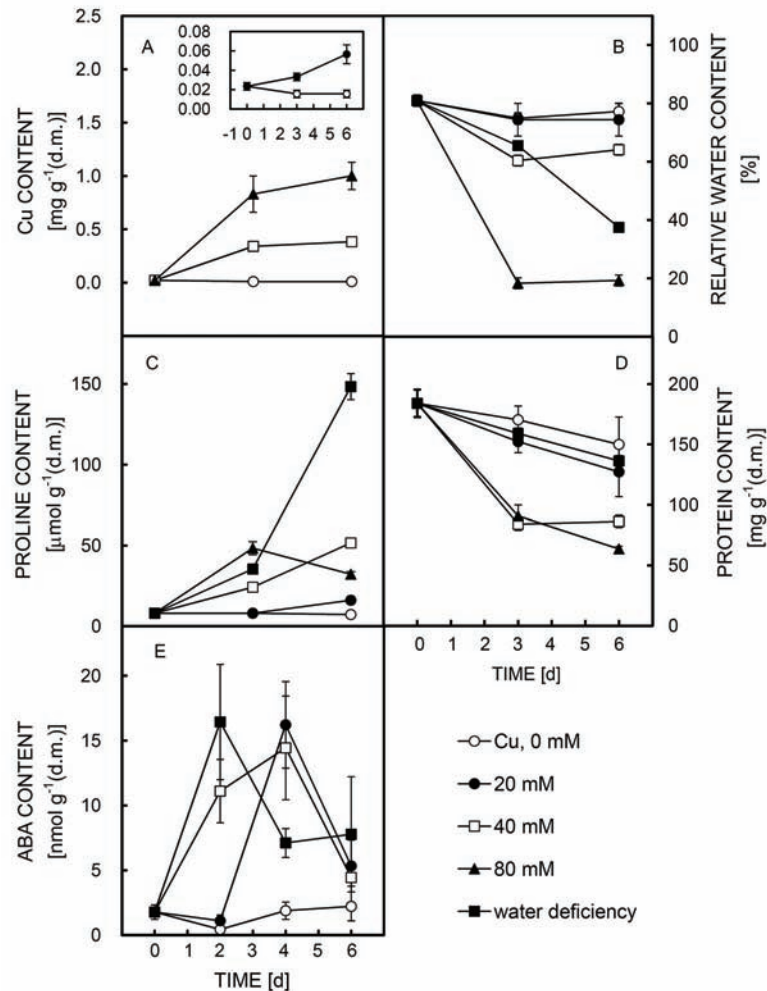 A
2.5
2.0
1.5
1.0
0.5
0.0
Cu CONTENT
[mg g⁻¹(d.m.)]
0.08
0.06
0.04
0.02
0.00
-1 0 1 2 3 4 5 6
B
100
80
60
40
20
0
RELATIVE WATER CONTENT
[%]
C
150
100
50
0
PROLINE CONTENT
[µmol g⁻¹(d.m.)]
D
200
150
100
50
0
PROTEIN CONTENT
[mg g⁻¹(d.m.)]
0 1 2 3 4 5 6
TIME [d]
E
20
15
10
5
0
ABA CONTENT
[nmol g⁻¹(d.m.)]
0 1 2 3 4 5 6
TIME [d]
Cu, 0 mM
20 mM
40 mM
80 mM
water deficiency